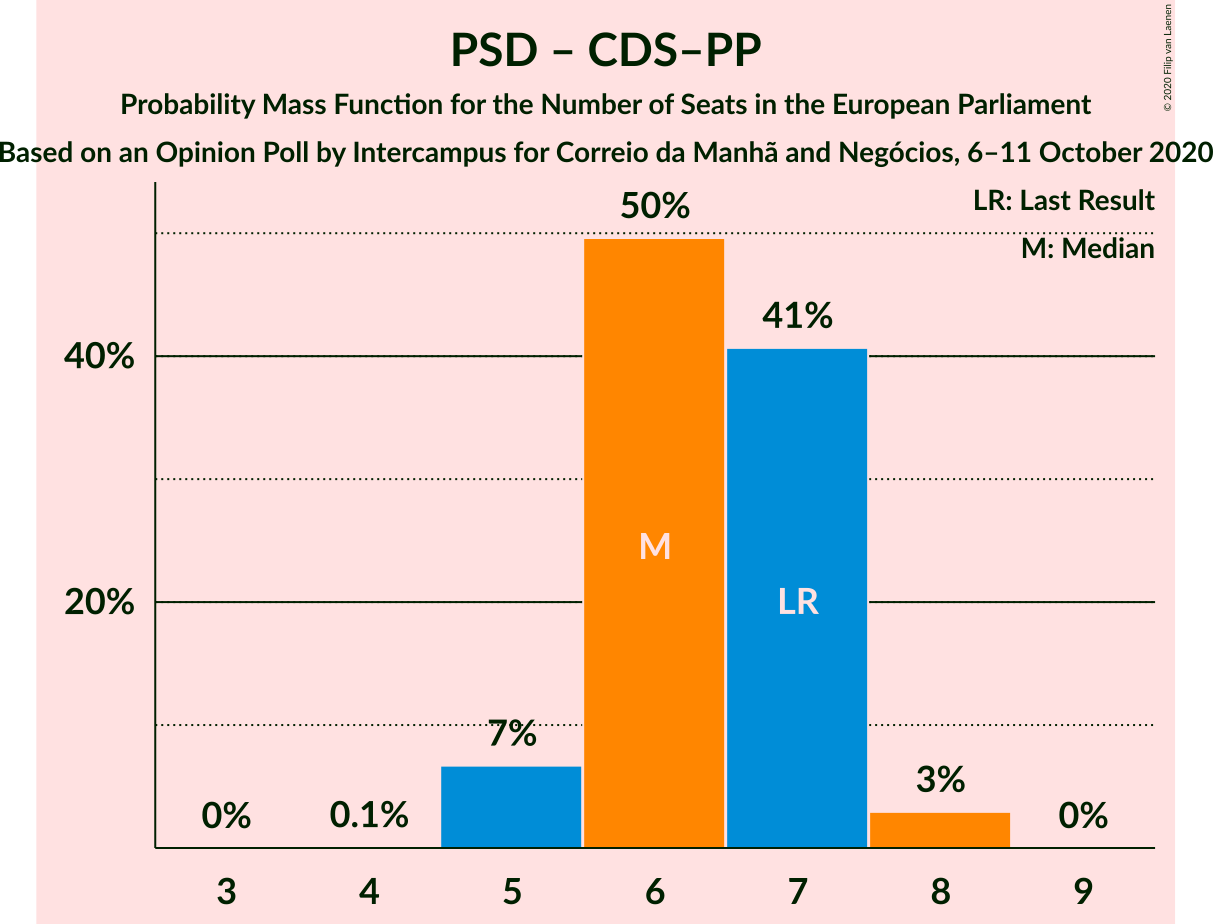 PSD – CDS–PP
Probability Mass Function for the Number of Seats in the European Parliament
Based on an Opinion Poll by Intercampus for Correio da Manhã and Negócios, 6–11 October 2020
© 2020 Filip van Laenen
LR: Last Result
M: Median
50%
41%
40%
M
LR
20%
7%
3%
0%
0.1%
0%
3 4 5 6 7 8 9